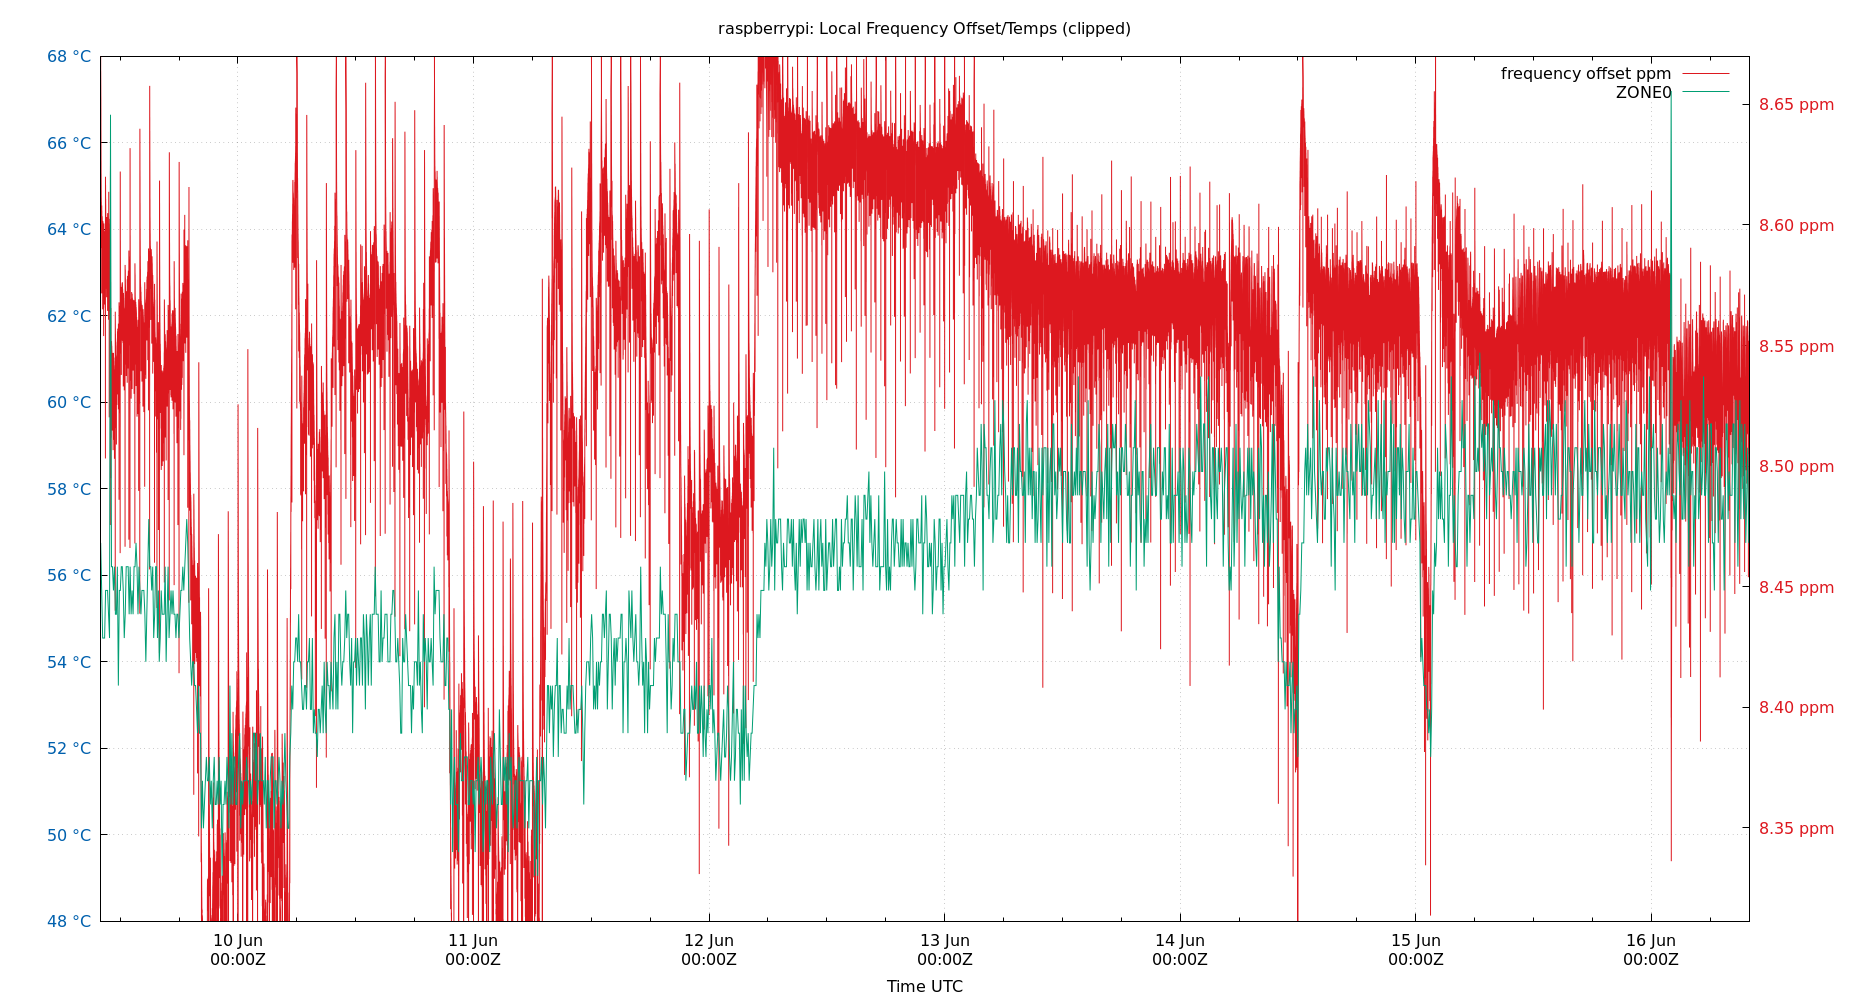 raspberrypi: Local Frequency Offset/Temps (clipped)
frequency offset ppm
ZONE0
68 °C
66 °C
64 °C
62 °C
60 °C
58 °C
56 °C
54 °C
52 °C
50 °C
48 °C
8.65 ppm
8.60 ppm
8.55 ppm
8.50 ppm
8.45 ppm
8.40 ppm
8.35 ppm
10 Jun
00:00Z
11 Jun
00:00Z
12 Jun
00:00Z
13 Jun
00:00Z
14 Jun
00:00Z
15 Jun
00:00Z
16 Jun
00:00Z
Time UTC